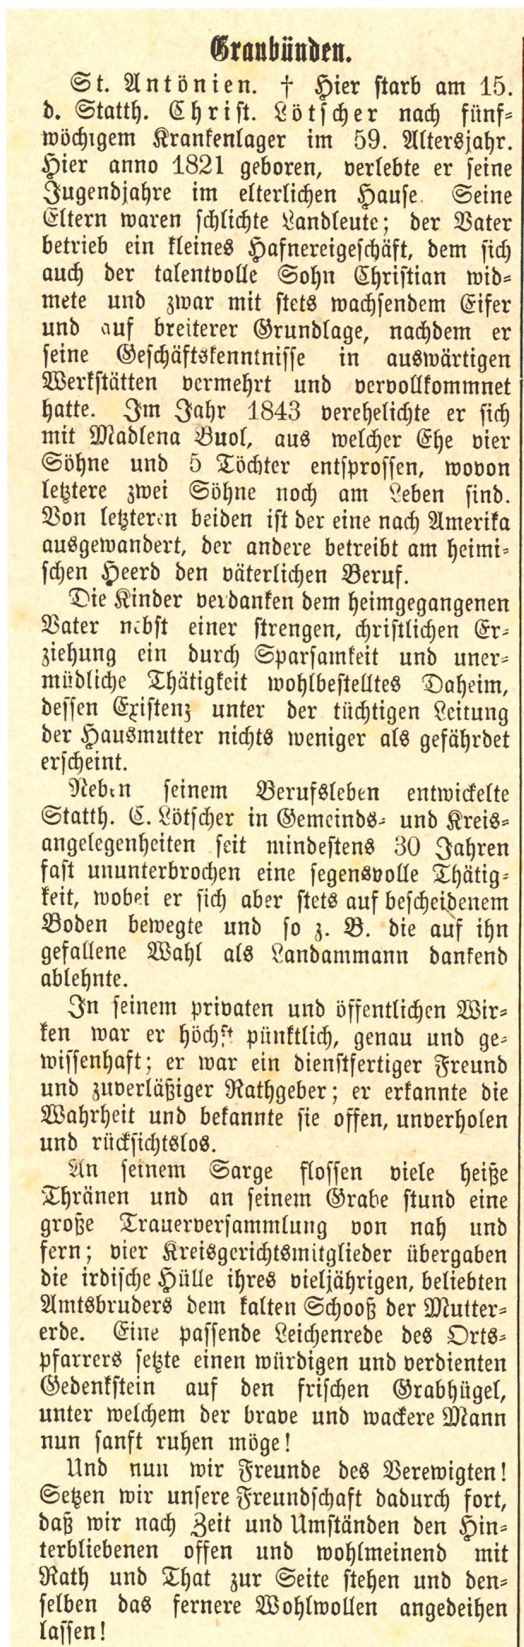 Graubünden.
St. Antönien. † Hier starb am 15.
d. Statth. Christ. Lötscher nach fünf-
wöchigem Krankenlager im 59. Altersjahr.
Hier anno 1821 geboren, verlebte er seine
Jugendjahre im elterlichen Hause. Seine
Eltern waren schlichte Landleute; der Vater
betrieb ein kleines Hafnereigeschäft, dem sich
auch der talentvolle Sohn Christian wid-
mete und zwar mit stets wachsendem Eifer
und auf breiterer Grundlage, nachdem er
seine Geschäftskenntnisse in auswärtigen
Werkstätten vermehrt und vervollkommnet
hatte. Im Jahr 1843 verehelichte er sich
mit Madlena Buol, aus welcher Ehe vier
Söhne und 5 Töchter entsprossen, wovon
letztere zwei Söhne noch am Leben sind.
Von letzteren beiden ist der eine nach Amerika
ausgewandert, der andere betreibt am heimi-
schen Heerd den väterlichen Beruf.
Die Kinder verdanken dem heimgegangenen
Vater nebst einer strengen, christlichen Er-
ziehung ein durch Sparsamkeit und uner-
müdliche Thätigkeit wohlbestelltes Daheim,
dessen Existenz unter der tüchtigen Leitung
der Hausmutter nichts weniger als gefährdet
erscheint.
Neben seinem Berufsleben entwickelte
Statth. C. Lötscher in Gemeinds- und Kreis-
angelegenheiten seit mindestens 30 Jahren
fast ununterbrochen eine segensvolle Thätig-
keit, wobei er sich aber stets auf bescheidenem
Boden bewegte und so z. B. die auf ihn
gefallene Wahl als Landammann dankend
ablehnte.
In seinem privaten und öffentlichen Wir-
ken war er höchst pünktlich, genau und ge-
wissenhaft; er war ein dienstfertiger Freund
und zuverläßiger Rathgeber; er erkannte die
Wahrheit und bekannte sie offen, unverholen
und rücksichtslos.
An seinem Sarge flossen viele heiße
Thränen und an seinem Grabe stund eine
große Trauerversammlung von nah und
fern; vier Kreisgerichtsmitglieder übergaben
die irdische Hülle ihres vieljährigen, beliebten
Amtsbruders dem kalten Schooß der Mutter-
erde. Eine passende Leichenrede des Orts-
pfarrers setzte einen würdigen und verdienten
Gedenkstein auf den frischen Grabhügel,
unter welchem der brave und wackere Mann
nun sanft ruhen möge!
Und nun wir Freunde des Verewigten!
Setzen wir unsere Freundschaft dadurch fort,
daß wir nach Zeit und Umständen den Hin-
terbliebenen offen und wohlmeinend mit
Rath und That zur Seite stehen und den-
selben das fernere Wohlwollen angedeihen
lassen!